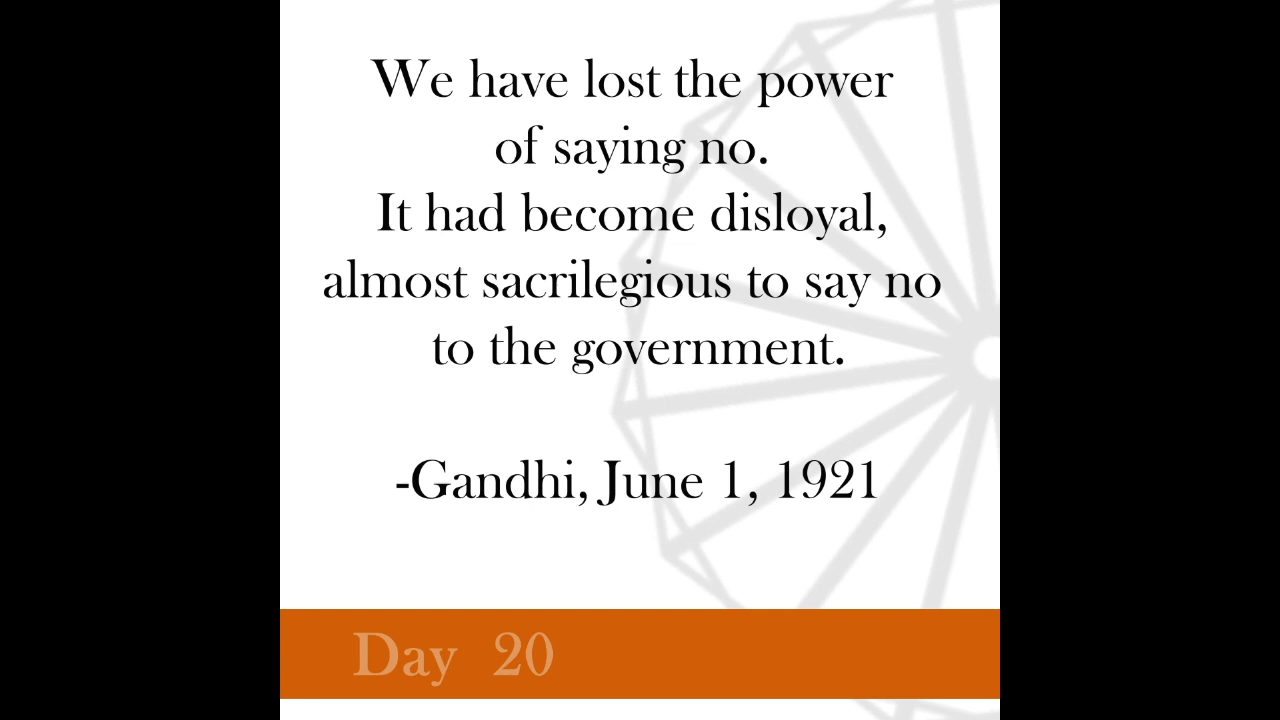 We have lost the power
of saying no.
It had become disloyal,
almost sacrilegious to say no
to the government.
-Gandhi, June 1, 1921
Day 20